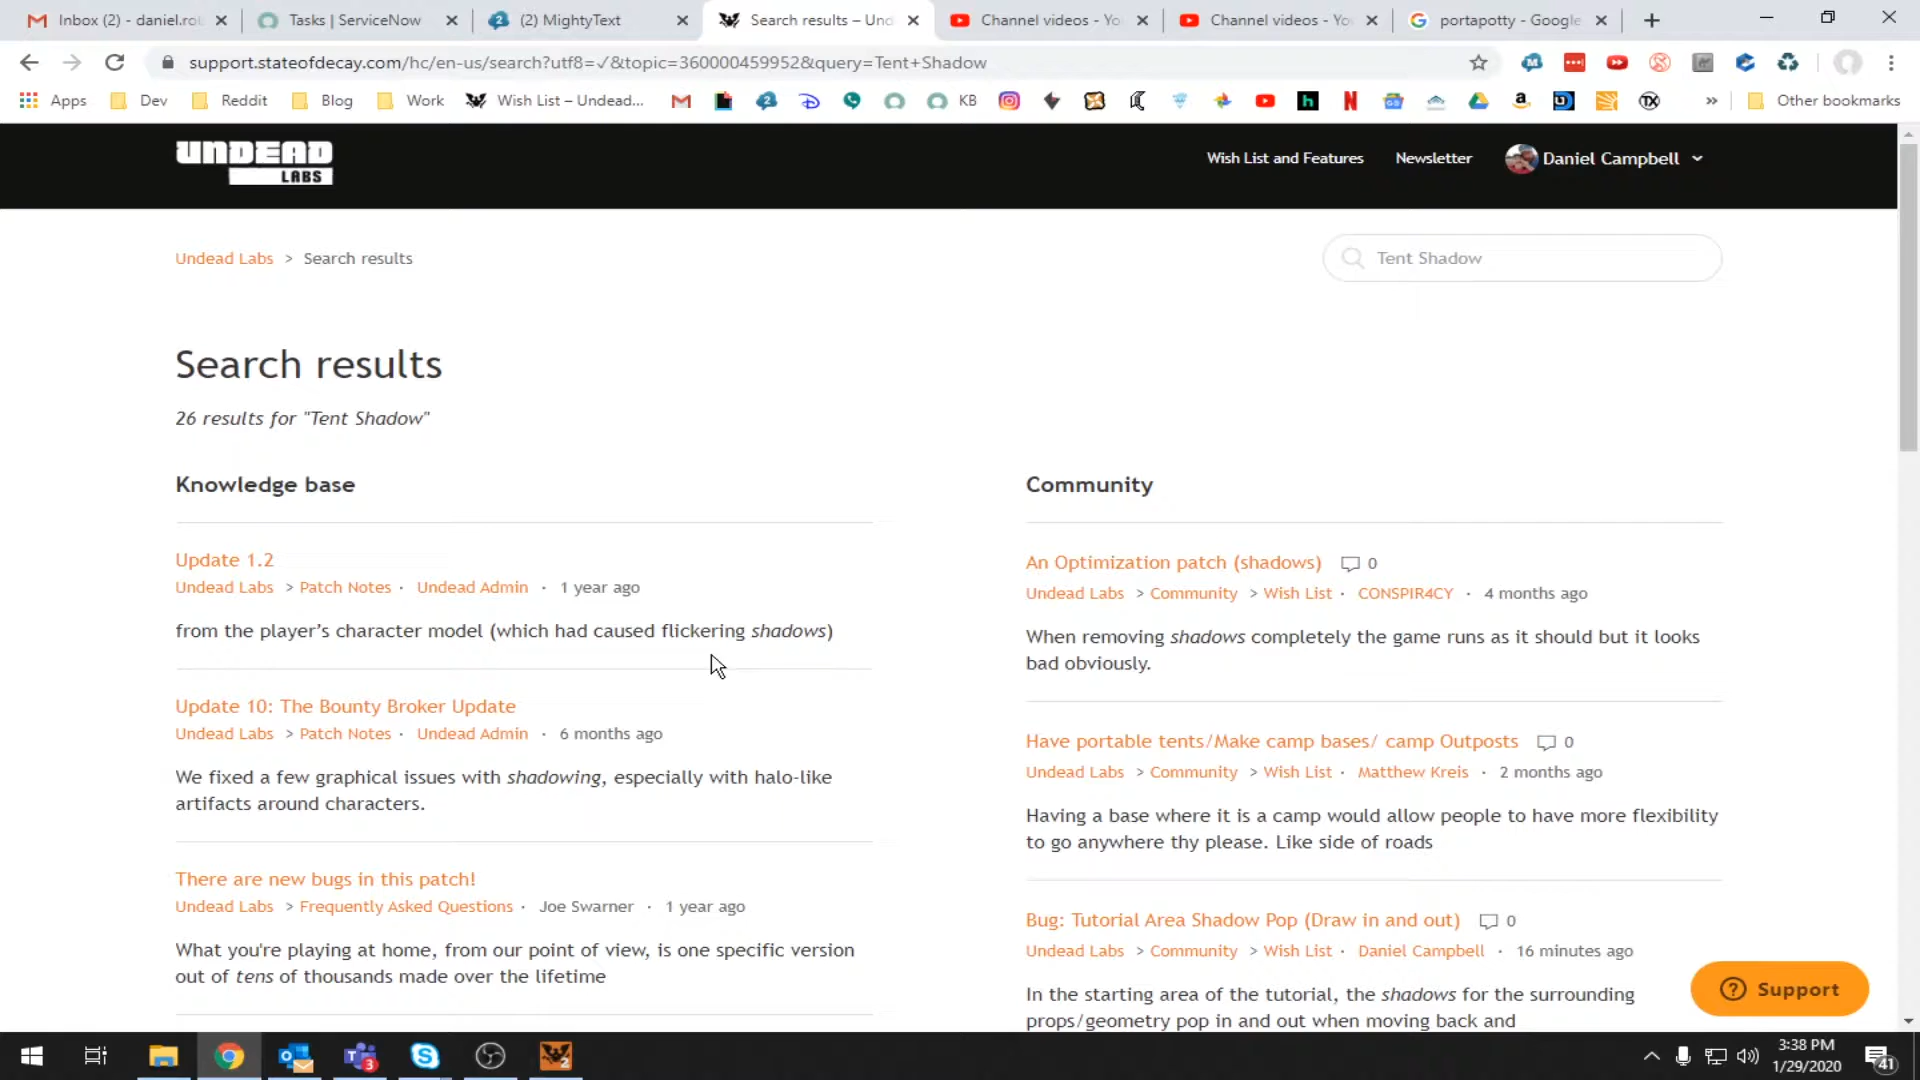 Inbox (2) - daniel.roi
Tasks | ServiceNow
(2) MightyText
Search results – Und
Channel videos - Yo
Channel videos - Yo
portapotty - Google
support.stateofdecay.com/hc/en-us/search?utf8=✓&topic=360000459952&query=Tent+Shadow
Apps
Dev
Reddit
Blog
Work
Wish List – Undead...
KB
»
Other bookmarks
UNDEAD
LABS
Wish List and Features
Newsletter
Daniel Campbell
Undead Labs > Search results
Tent Shadow
Search results
26 results for "Tent Shadow"
Knowledge base
Update 1.2
Undead Labs > Patch Notes · Undead Admin · 1 year ago
from the player's character model (which had caused flickering shadows)
Update 10: The Bounty Broker Update
Undead Labs > Patch Notes · Undead Admin · 6 months ago
We fixed a few graphical issues with shadowing, especially with halo-like
artifacts around characters.
There are new bugs in this patch!
Undead Labs > Frequently Asked Questions · Joe Swarner · 1 year ago
What you're playing at home, from our point of view, is one specific version
out of tens of thousands made over the lifetime
Community
An Optimization patch (shadows) 0
Undead Labs > Community > Wish List · CONSPIR4CY · 4 months ago
When removing shadows completely the game runs as it should but it looks
bad obviously.
Have portable tents/Make camp bases/ camp Outposts 0
Undead Labs > Community > Wish List · Matthew Kreis · 2 months ago
Having a base where it is a camp would allow people to have more flexibility
to go anywhere thy please. Like side of roads
Bug: Tutorial Area Shadow Pop (Draw in and out) 0
Undead Labs > Community > Wish List · Daniel Campbell · 16 minutes ago
In the starting area of the tutorial, the shadows for the surrounding
props/geometry pop in and out when moving back and
Support
3:38 PM
1/29/2020
41